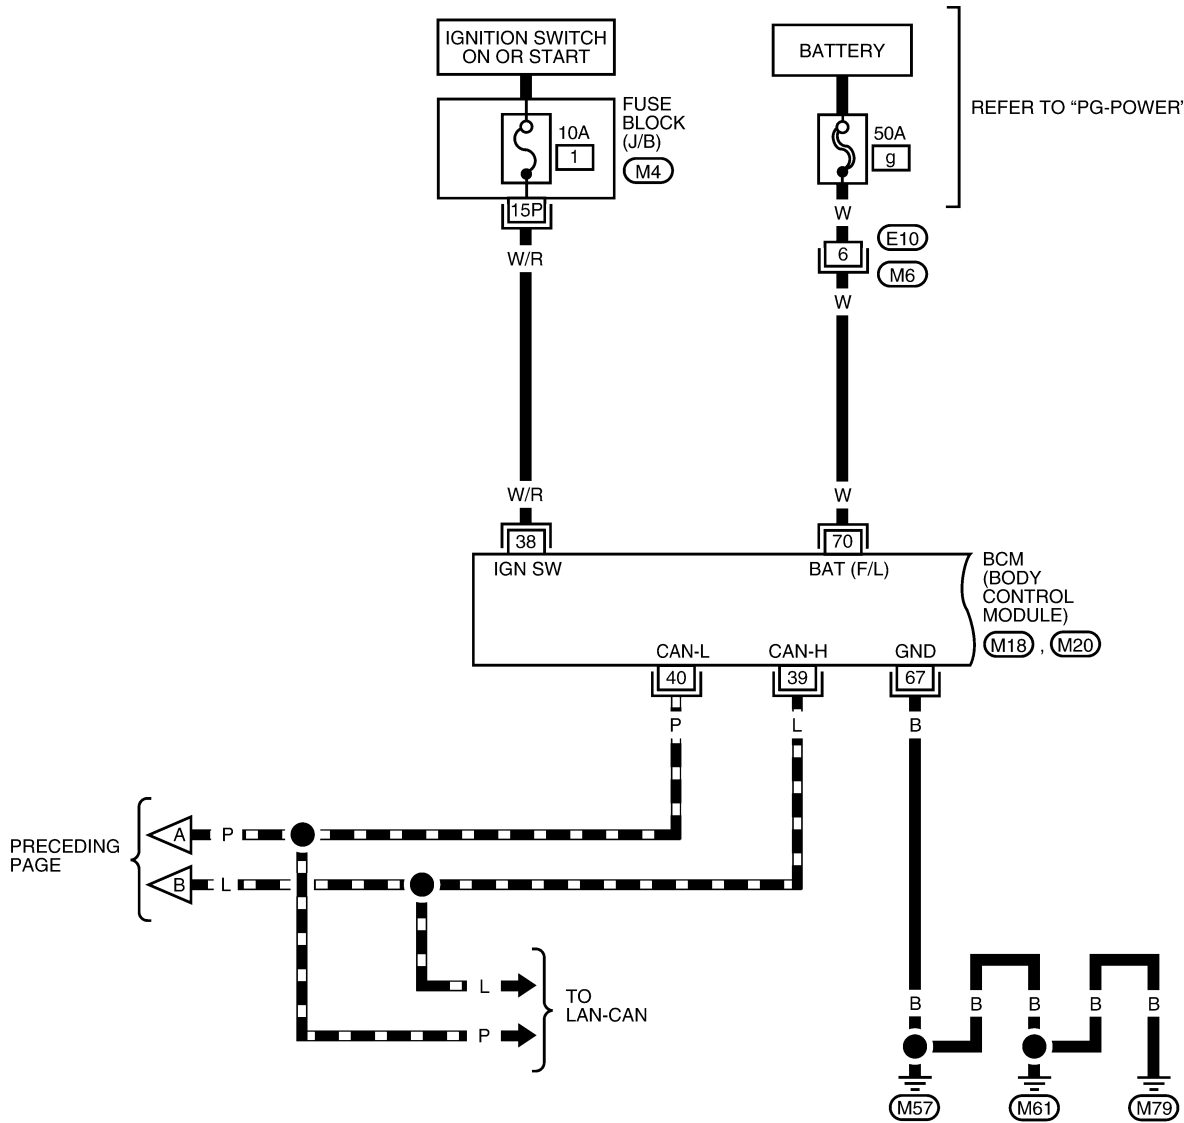 IGNITION SWITCH
ON OR START
BATTERY
REFER TO “PG-POWER’
FUSE
BLOCK
(J/B)
M4
10A
1
50A
g
15P
W
W/R
6
E10
M6
W
W/R
W
38
70
IGN SW
BAT (F/L)
BCM
(BODY
CONTROL
MODULE)
M18 , M20
CAN-L
CAN-H
GND
40
39
67
P
L
B
PRECEDING
PAGE
A
P
B
L
L
P
TO
LAN-CAN
B
B
B
B
B
M57
M61
M79